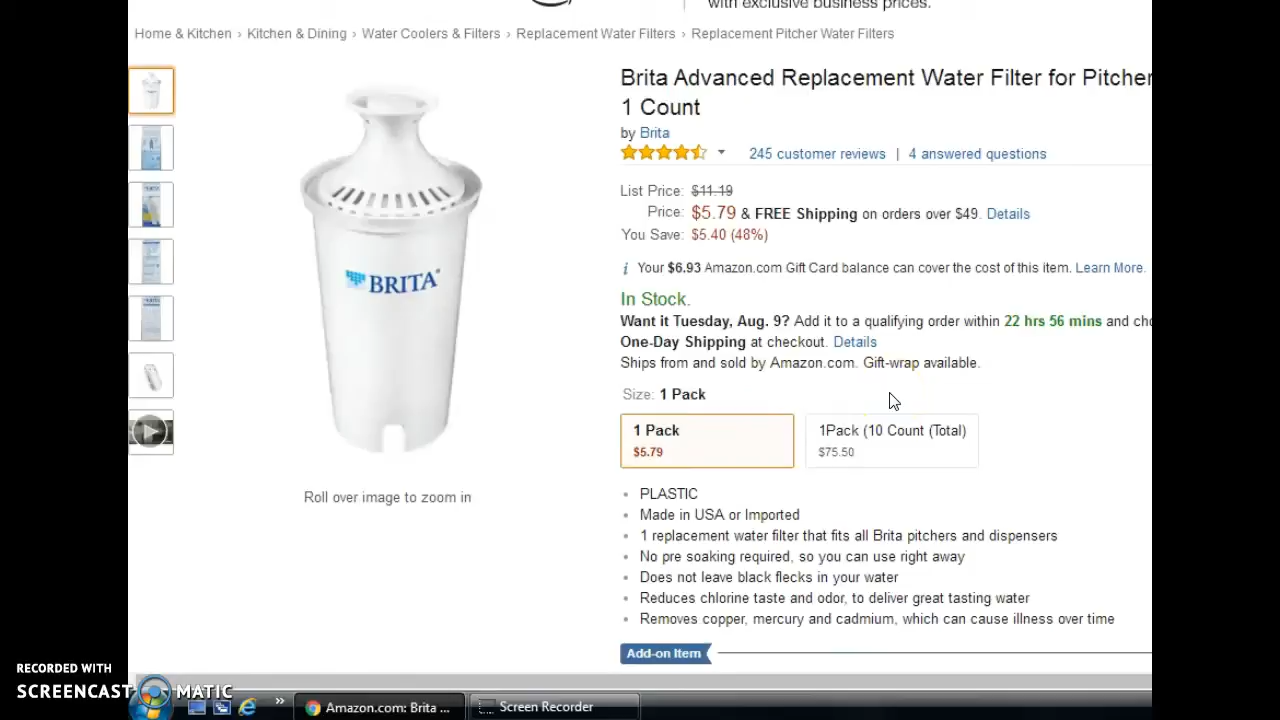 with exclusive business prices.
Home & Kitchen › Kitchen & Dining › Water Coolers & Filters › Replacement Water Filters › Replacement Pitcher Water Filters
Brita Advanced Replacement Water Filter for Pitcher
1 Count
by Brita
245 customer reviews | 4 answered questions
List Price: $11.19
Price: $5.79 & FREE Shipping on orders over $49. Details
You Save: $5.40 (48%)
i Your $6.93 Amazon.com Gift Card balance can cover the cost of this item. Learn More.
In Stock.
Want it Tuesday, Aug. 9? Add it to a qualifying order within 22 hrs 56 mins and cho
One-Day Shipping at checkout. Details
Ships from and sold by Amazon.com. Gift-wrap available.
Size: 1 Pack
1 Pack
$5.79
1Pack (10 Count (Total)
$75.50
PLASTIC
Made in USA or Imported
1 replacement water filter that fits all Brita pitchers and dispensers
No pre soaking required, so you can use right away
Does not leave black flecks in your water
Reduces chlorine taste and odor, to deliver great tasting water
Removes copper, mercury and cadmium, which can cause illness over time
Add-on Item
BRITA
Roll over image to zoom in
RECORDED WITH
SCREENCAST MATIC
Amazon.com: Brita ...
Screen Recorder